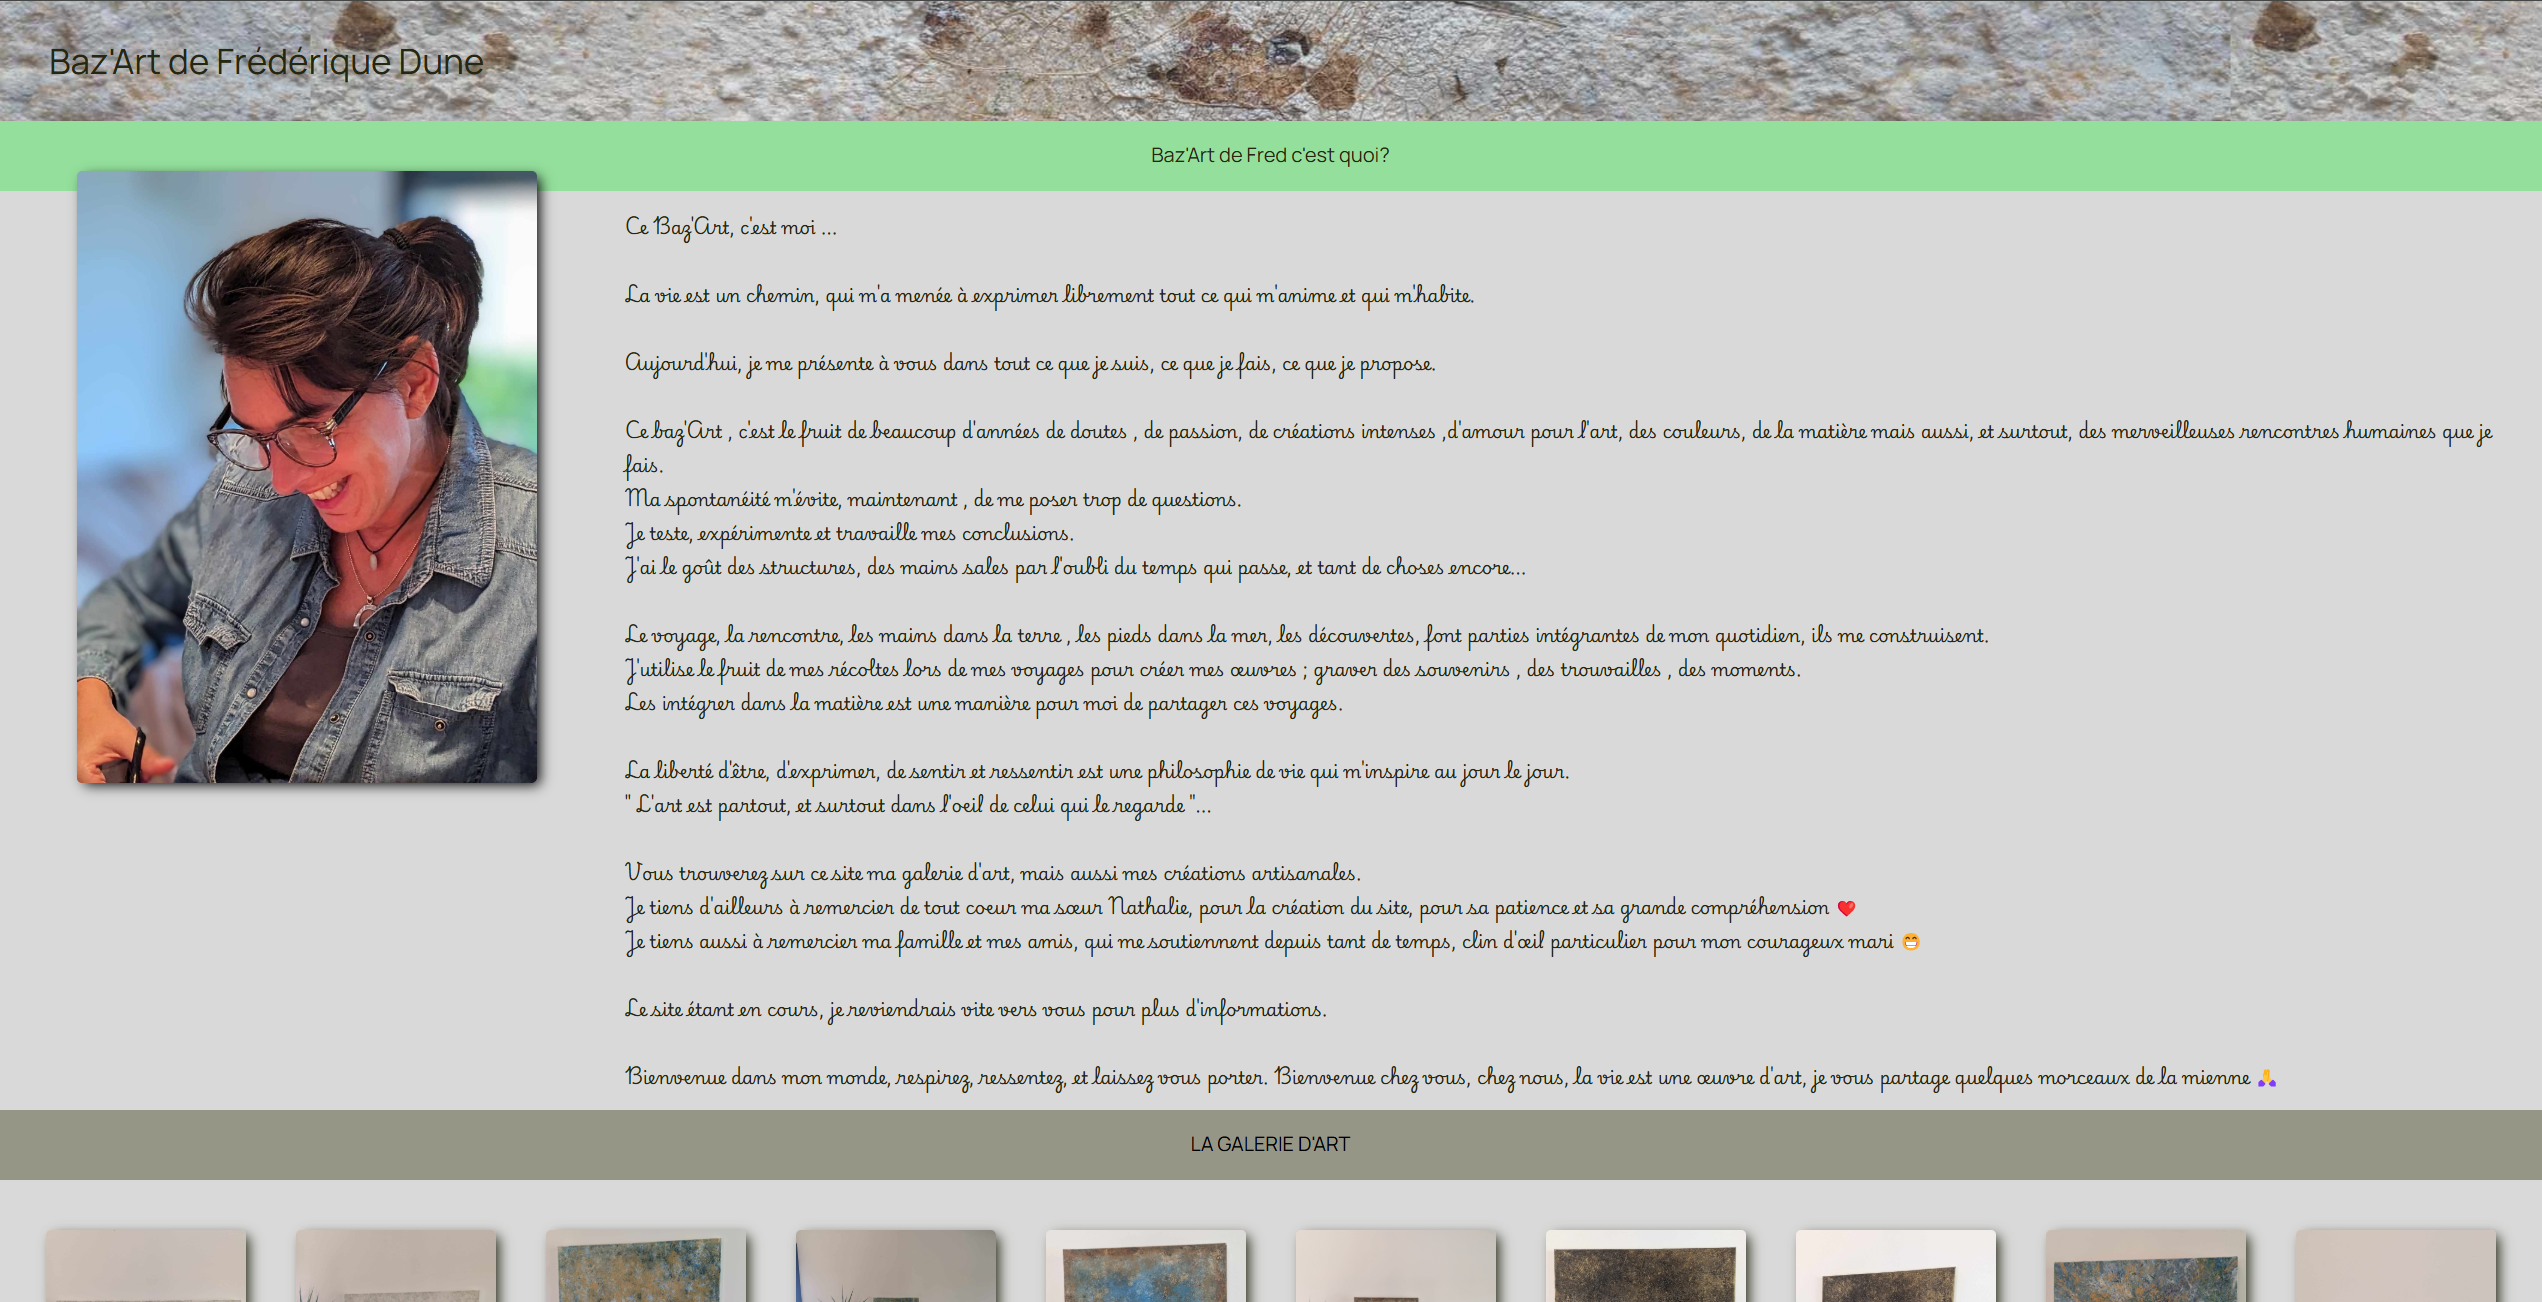 Baz'Art de Frédérique Dune
Baz'Art de Fred c'est quoi?
Ce Baz'Art, c'est moi ...
La vie est un chemin, qui m'a menée à exprimer librement tout ce qui m'anime et qui m'habite.
Aujourd'hui, je me présente à vous dans tout ce que je suis, ce que je fais, ce que je propose.
Ce baz'Art , c'est le fruit de beaucoup d'années de doutes , de passion, de créations intenses ,d'amour pour l'art, des couleurs, de la matière mais aussi, et surtout, des merveilleuses rencontres humaines que je
fais.
Ma spontanéité m'évite, maintenant , de me poser trop de questions.
Je teste, expérimente et travaille mes conclusions.
J'ai le goût des structures, des mains sales par l'oubli du temps qui passe, et tant de choses encore...
Le voyage, la rencontre, les mains dans la terre , les pieds dans la mer, les découvertes, font parties intégrantes de mon quotidien, ils me construisent.
J'utilise le fruit de mes récoltes lors de mes voyages pour créer mes œuvres ; graver des souvenirs , des trouvailles , des moments.
Les intégrer dans la matière est une manière pour moi de partager ces voyages.
La liberté d'être, d'exprimer, de sentir et ressentir est une philosophie de vie qui m'inspire au jour le jour.
" L'art est partout, et surtout dans l'oeil de celui qui le regarde "...
Vous trouverez sur ce site ma galerie d'art, mais aussi mes créations artisanales.
Je tiens d'ailleurs à remercier de tout coeur ma sœur Nathalie, pour la création du site, pour sa patience et sa grande compréhension ❤️
Je tiens aussi à remercier ma famille et mes amis, qui me soutiennent depuis tant de temps, clin d'œil particulier pour mon courageux mari 😁
Le site étant en cours, je reviendrais vite vers vous pour plus d'informations.
Bienvenue dans mon monde, respirez, ressentez, et laissez vous porter. Bienvenue chez vous, chez nous, la vie est une œuvre d'art, je vous partage quelques morceaux de la mienne 🙏
LA GALERIE D'ART